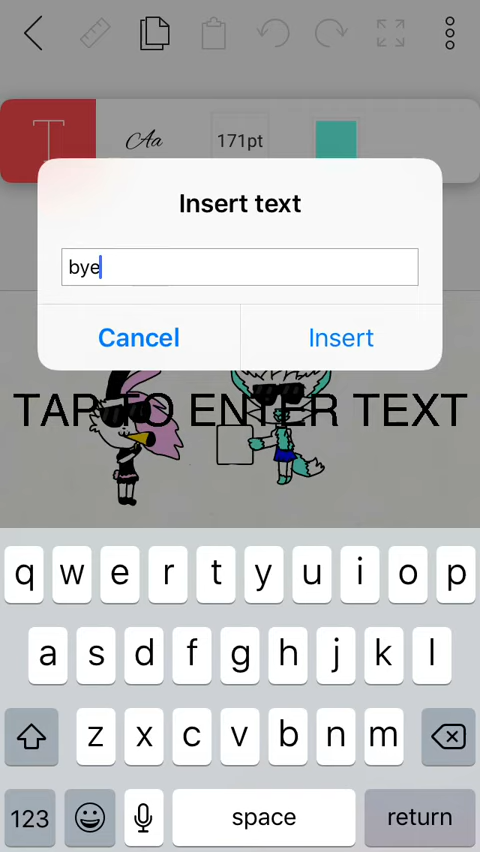 T Aa 171pt
Insert text
bye
Cancel Insert
TAP TO ENTER TEXT
q w e r t y u i o p
a s d f g h j k l
z x c v b n m
123 space return